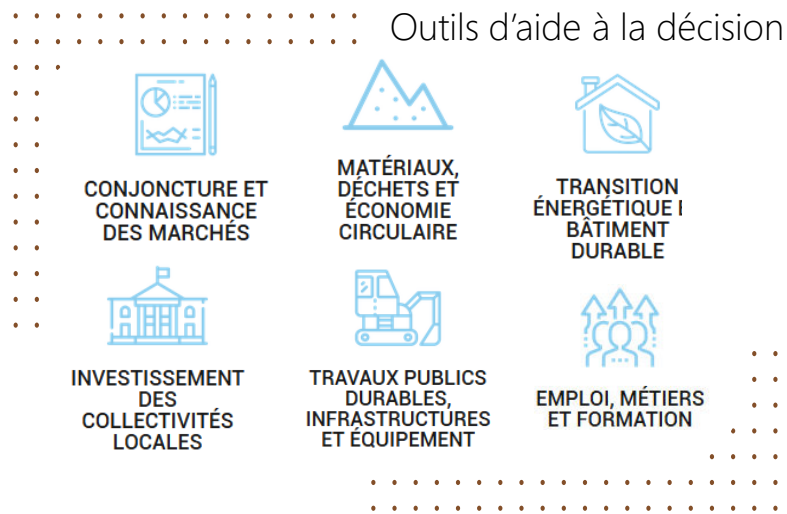 Outils d’aide à la décision
CONJONCTURE ET
CONNAISSANCE
DES MARCHÉS
MATÉRIAUX,
DÉCHETS ET
ÉCONOMIE
CIRCULAIRE
TRANSITION
ÉNERGÉTIQUE
BÂTIMENT
DURABLE
INVESTISSEMENT
DES
COLLECTIVITÉS
LOCALES
TRAVAUX PUBLICS
DURABLES,
INFRASTRUCTURES
ET ÉQUIPEMENT
EMPLOI, MÉTIERS
ET FORMATION